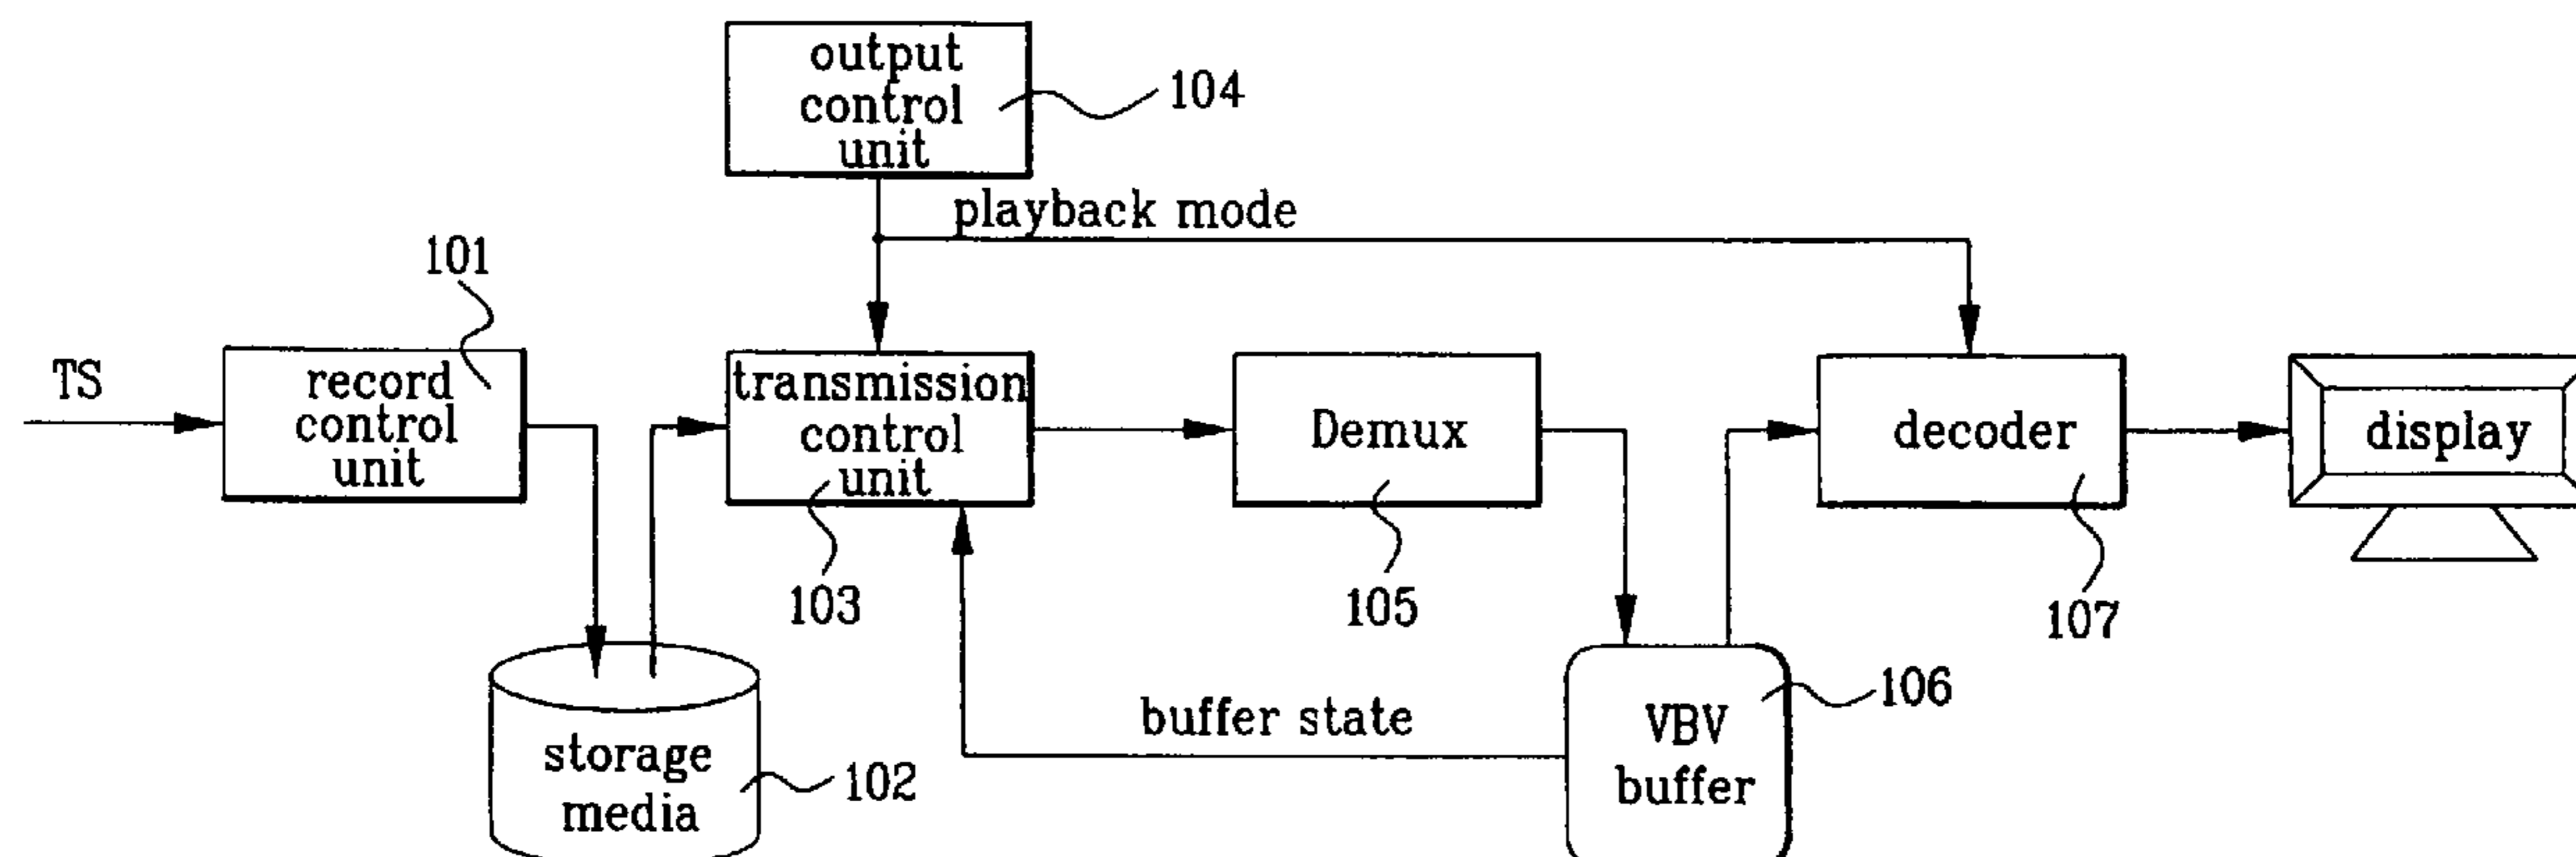 output
control
unit
104
playback mode
101
TS
record
control
unit
transmission
control
unit
Demux
decoder
display
103
105
107
storage
media
102
buffer state
VBV
buffer
106